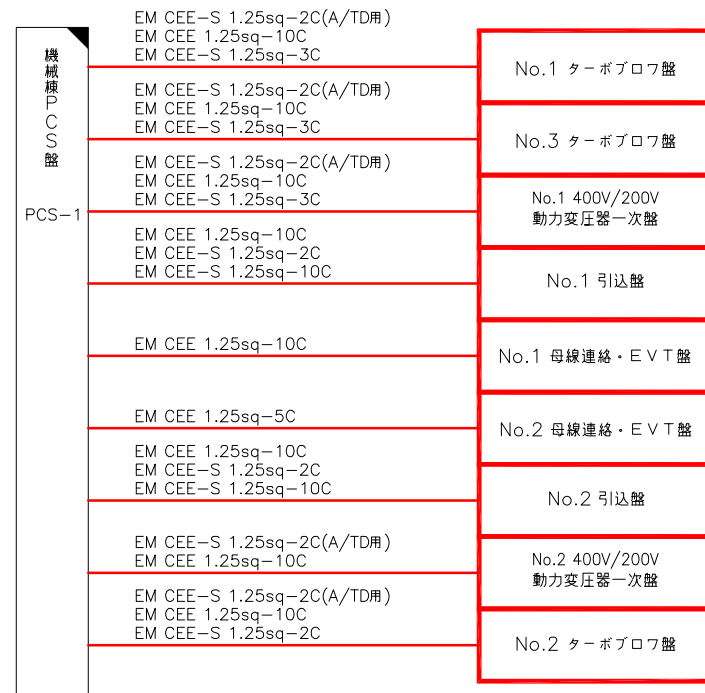 機械棟PCS盤
PCS-1
EM CEE-S 1.25sq-2C(A/TD用)
EM CEE 1.25sq-10C
EM CEE-S 1.25sq-3C
No.1 ターボブロワ盤
EM CEE-S 1.25sq-2C(A/TD用)
EM CEE 1.25sq-10C
EM CEE-S 1.25sq-3C
No.3 ターボブロワ盤
EM CEE-S 1.25sq-2C(A/TD用)
EM CEE 1.25sq-10C
EM CEE-S 1.25sq-3C
No.1 400V/200V
動力変圧器一次盤
EM CEE 1.25sq-10C
EM CEE-S 1.25sq-2C
EM CEE-S 1.25sq-10C
No.1 引込盤
EM CEE 1.25sq-10C
No.1 母線連絡・EVT盤
EM CEE 1.25sq-5C
No.2 母線連絡・EVT盤
EM CEE 1.25sq-10C
EM CEE-S 1.25sq-2C
EM CEE-S 1.25sq-10C
No.2 引込盤
EM CEE-S 1.25sq-2C(A/TD用)
EM CEE 1.25sq-10C
No.2 400V/200V
動力変圧器一次盤
EM CEE-S 1.25sq-2C(A/TD用)
EM CEE 1.25sq-10C
EM CEE-S 1.25sq-2C
No.2 ターボブロワ盤